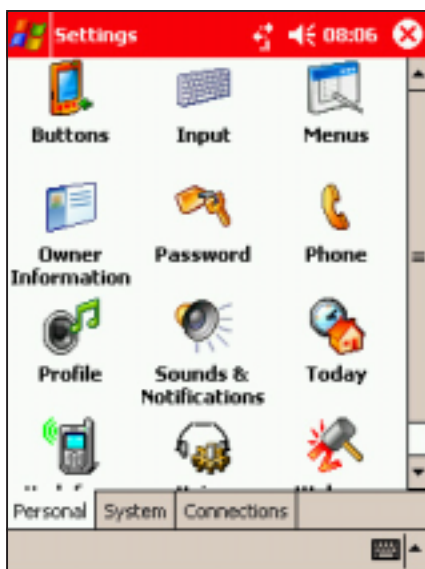 Settings 08:06
Buttons Input Menus
Owner Information Password Phone
Profile Sounds & Notifications Today
Personal System Connections